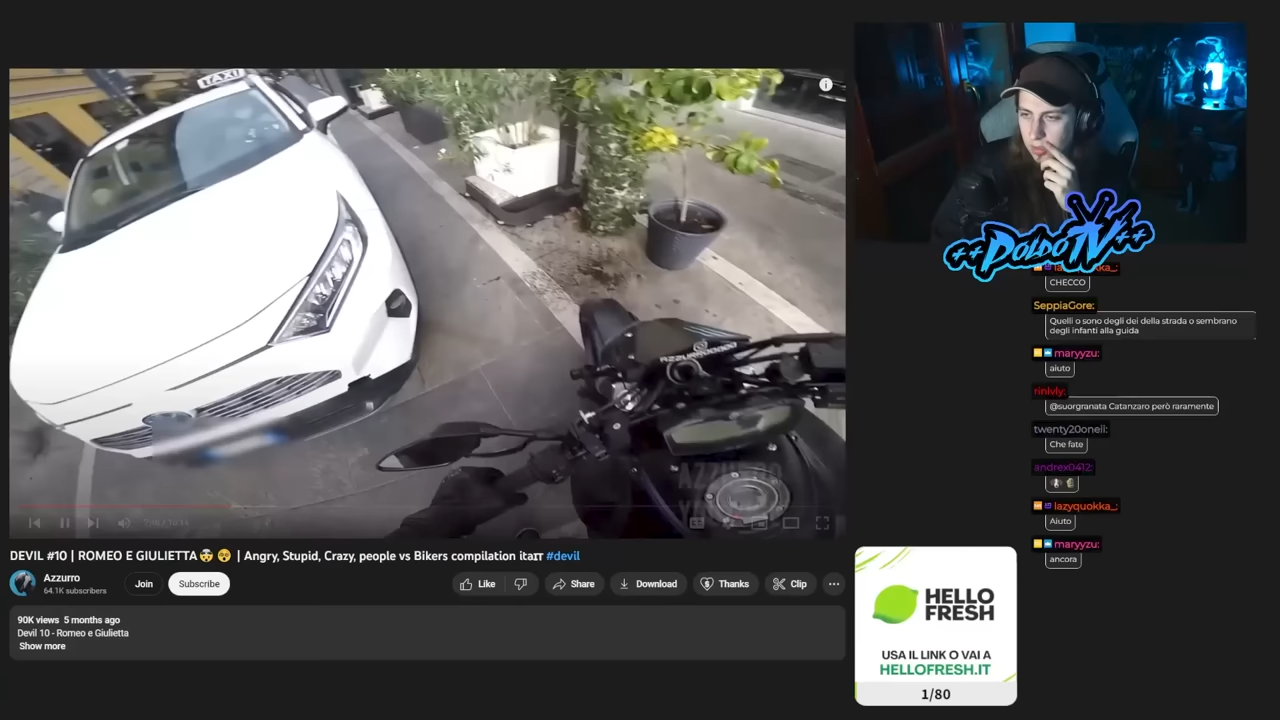 TAXI
++POLDOTV++
CHECCO
SeppiaGore:
Quelli o sono degli dei della strada o sembrano
degli infanti alla guida
maryyzu:
aiuto
rinlvly:
@suorgranata Catanzaro però raramente
twenty20oneil:
Che fate
andrex0412:
lazyquokka_:
Aiuto
maryyzu:
ancora
DEVIL #10 | ROMEO E GIULIETTA🤯 😲 | Angry, Stupid, Crazy, people vs Bikers compilation itaтт #devil
Azzurro
64.1K subscribers
Join
Subscribe
Like
Share
Download
Thanks
Clip
90K views 5 months ago
Devil 10 - Romeo e Giulietta
Show more
HELLO
FRESH
USA IL LINK O VAI A
HELLOFRESH.IT
1/80